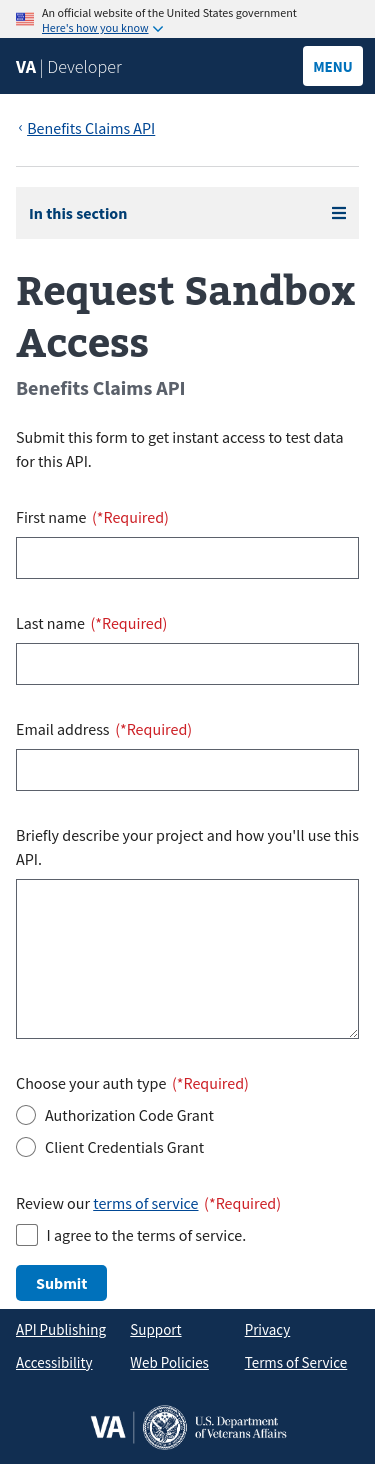 An official website of the United States government
Here's how you know
VA | Developer
MENU
‹ Benefits Claims API
In this section
Request Sandbox
Access
Benefits Claims API
Submit this form to get instant access to test data
for this API.
First name (*Required)
Last name (*Required)
Email address (*Required)
Briefly describe your project and how you'll use this
API.
Choose your auth type (*Required)
Authorization Code Grant
Client Credentials Grant
Review our terms of service (*Required)
I agree to the terms of service.
Submit
API Publishing Support Privacy
Accessibility Web Policies Terms of Service
VA
U.S. Department
of Veterans Affairs